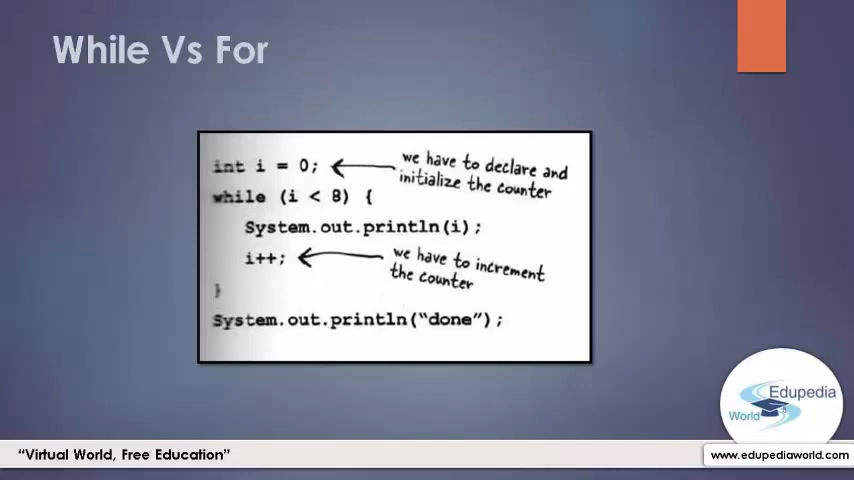 While Vs For
int i = 0;
we have to declare and
initialize the counter
while (i < 8) {
System.out.println(i);
i++;
we have to increment
the counter
}
System.out.println(“done”);
Edupedia
World
“Virtual World, Free Education”
www.edupediaworld.com